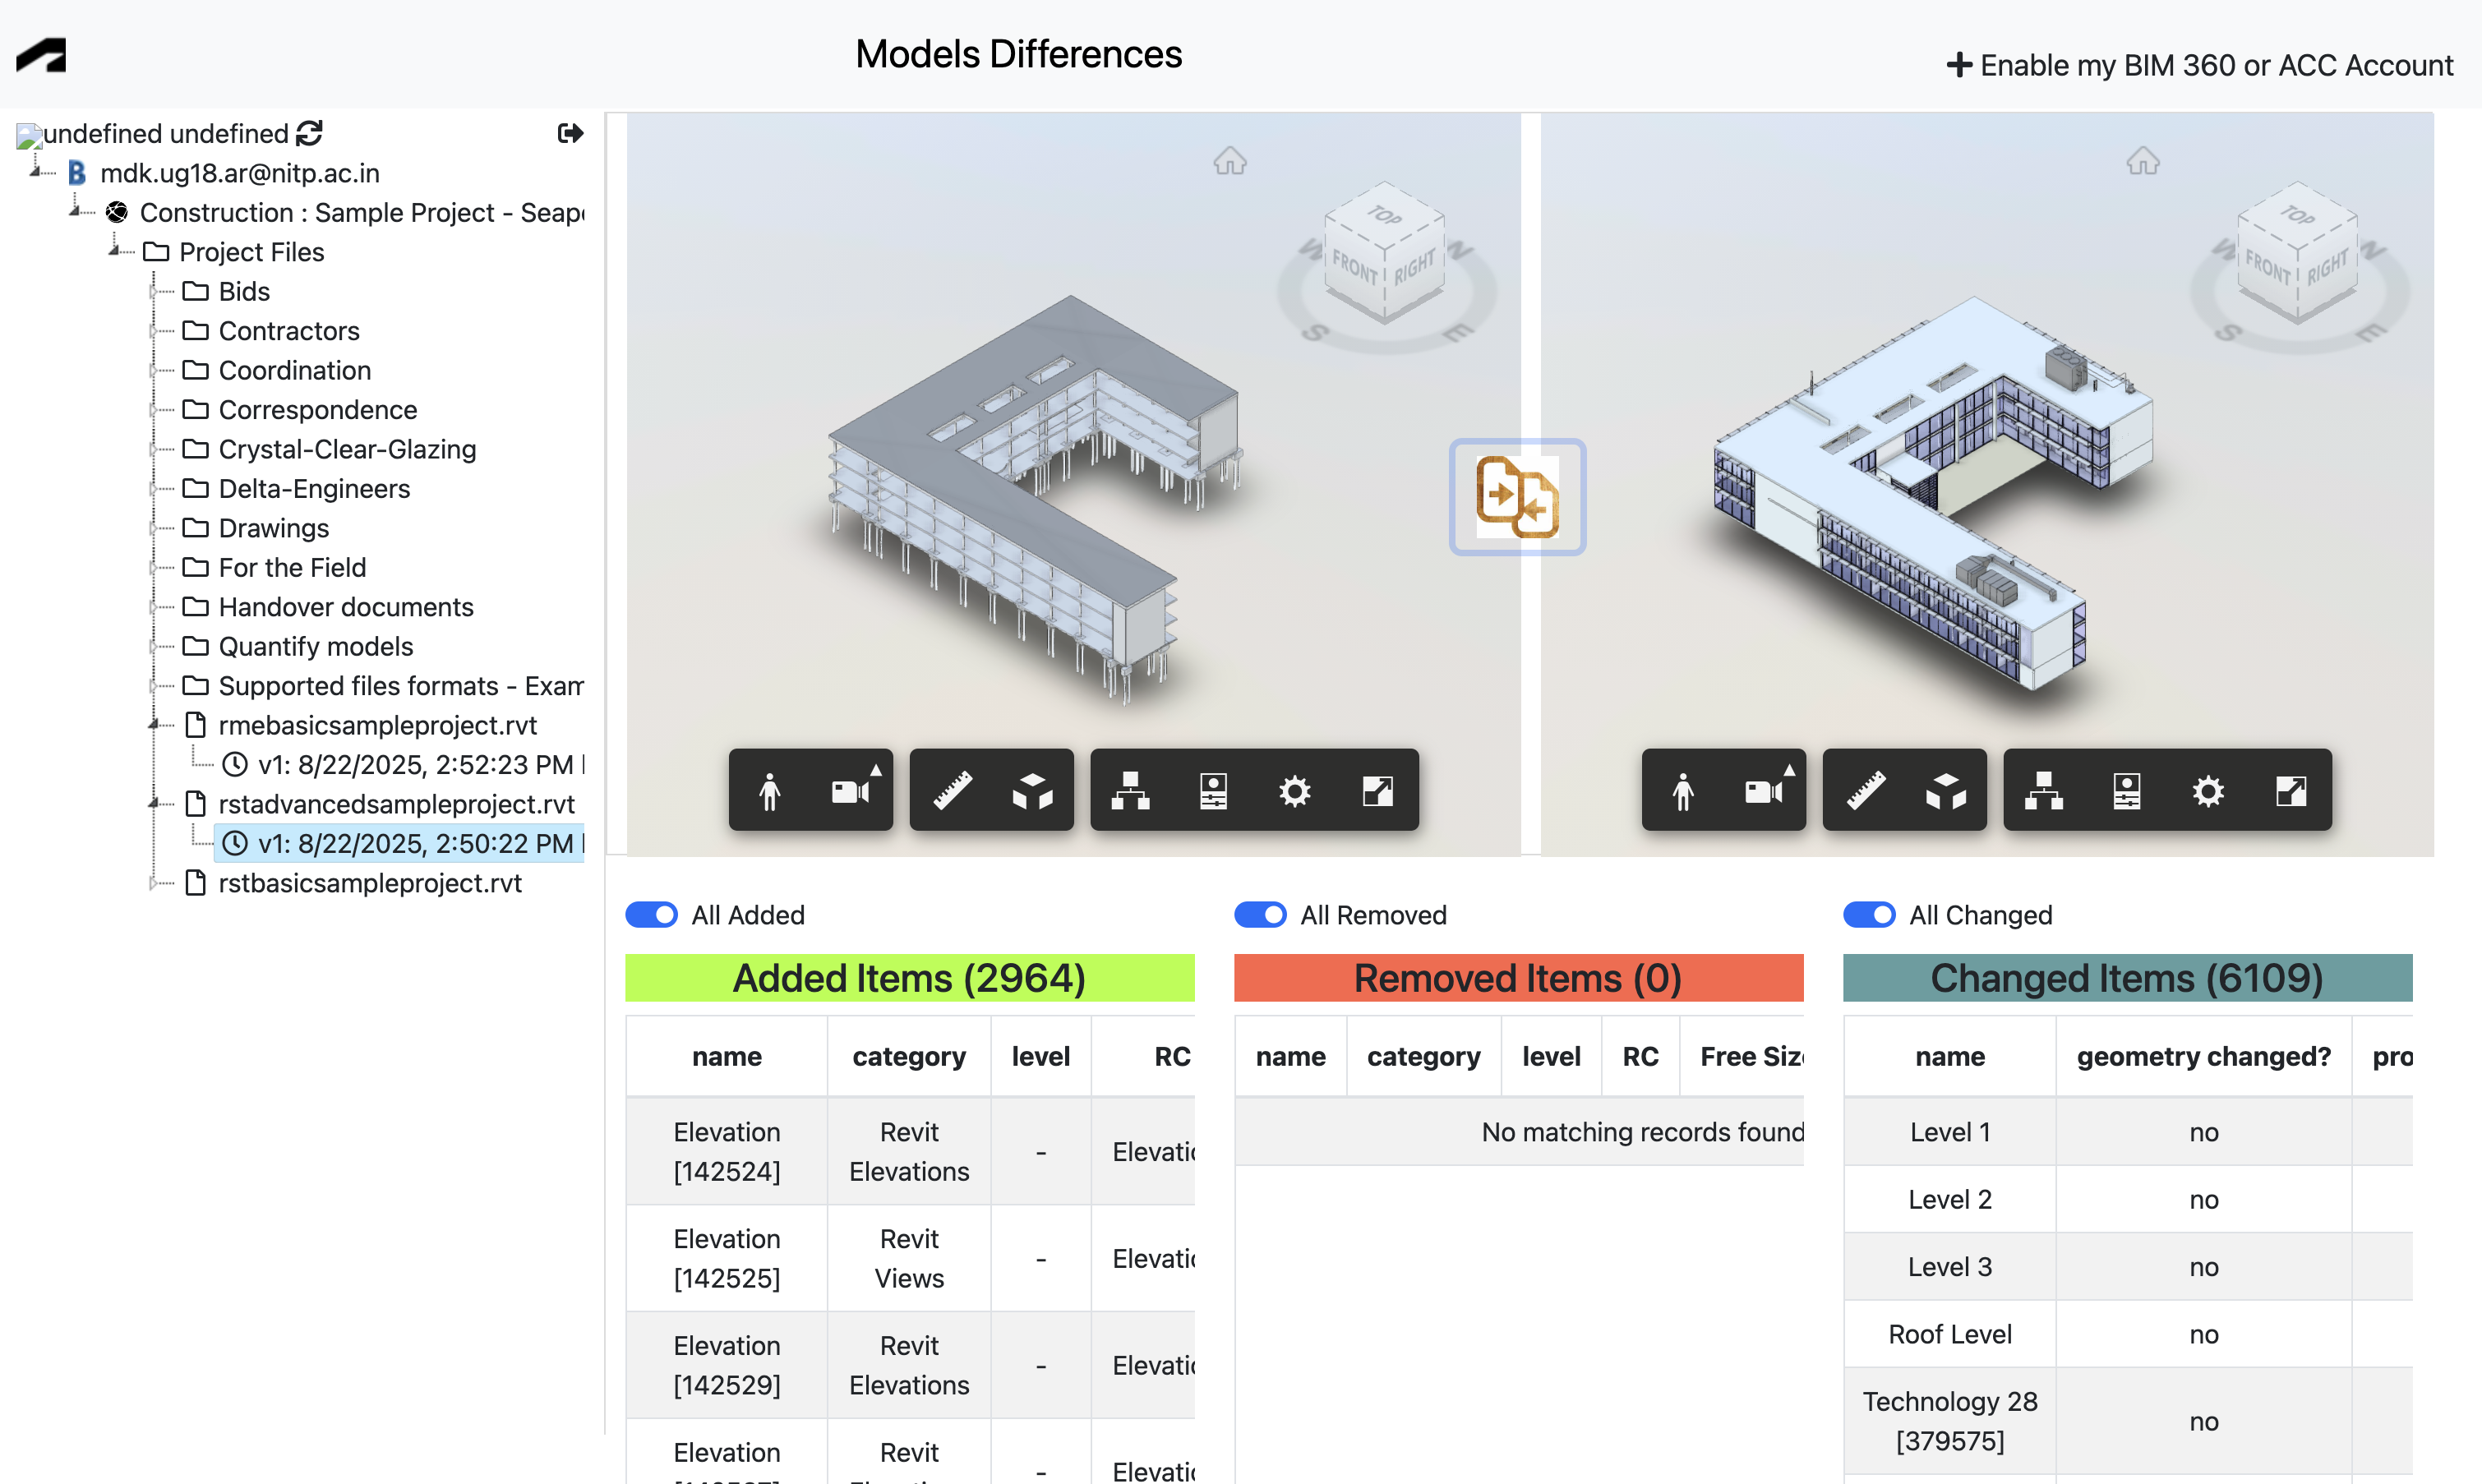 Models Differences
Enable my BIM 360 or ACC Account
undefined undefined
mdk.ug18.ar@nitp.ac.in
Construction : Sample Project - Seap
Project Files
Bids
Contractors
Coordination
Correspondence
Crystal-Clear-Glazing
Delta-Engineers
Drawings
For the Field
Handover documents
Quantify models
Supported files formats - Exam
rmebasicsampleproject.rvt
v1: 8/22/2025, 2:52:23 PM
rstadvancedsampleproject.rvt
v1: 8/22/2025, 2:50:22 PM
rstbasicsampleproject.rvt
TOP
FRONT RIGHT
W N
S E
TOP
FRONT RIGHT
W N
S E
All Added
Added Items (2964)
name category level RC
Elevation [142524] Revit Elevations - Elevatio
Elevation [142525] Revit Views - Elevatio
Elevation [142529] Revit Elevations - Elevatio
Elevation Revit - Elevatio
All Removed
Removed Items (0)
name category level RC Free Size
No matching records found
All Changed
Changed Items (6109)
name geometry changed? pro
Level 1 no
Level 2 no
Level 3 no
Roof Level no
Technology 28 [379575] no